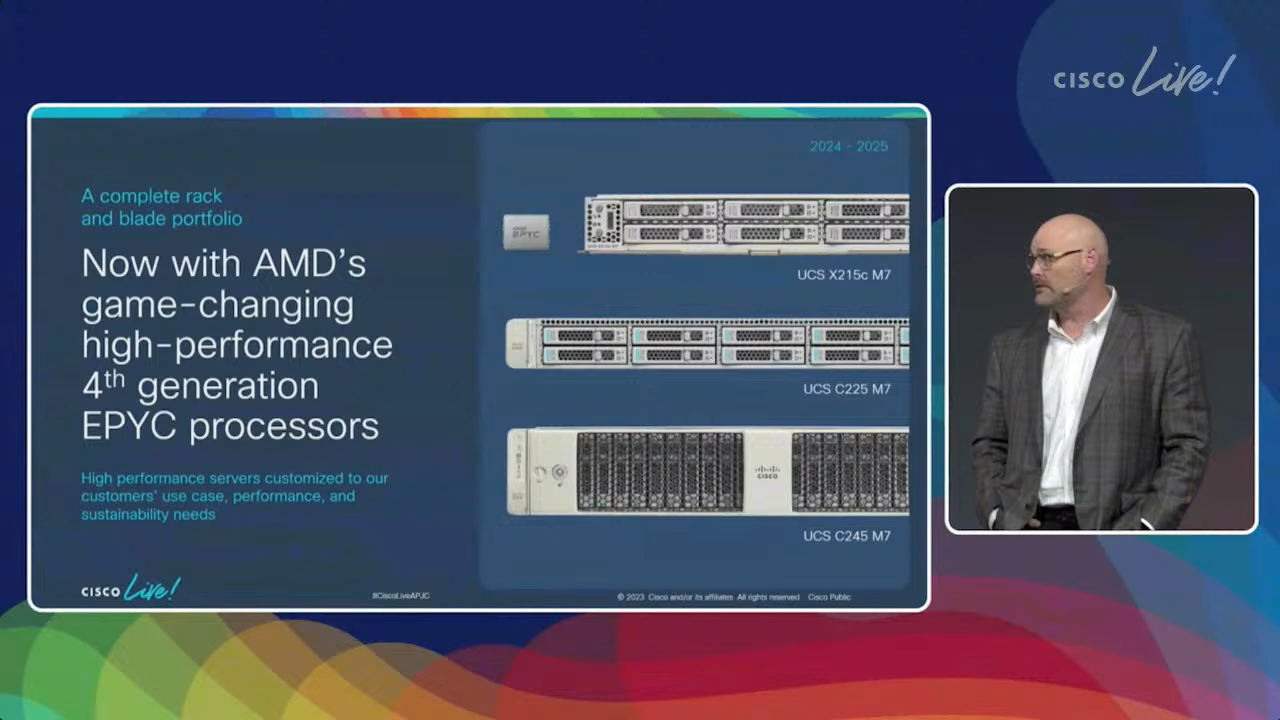 CISCO Live!
A complete rack
and blade portfolio
Now with AMD's
game-changing
high-performance
4th generation
EPYC processors
High performance servers customized to our
customers' use case, performance, and
sustainability needs
2024 - 2025
EPYC
UCS X215c M7
UCS C225 M7
CISCO
UCS C245 M7
CISCO Live!
#CiscoLiveAPJC
© 2023 Cisco and/or its affiliates All rights reserved Cisco Public